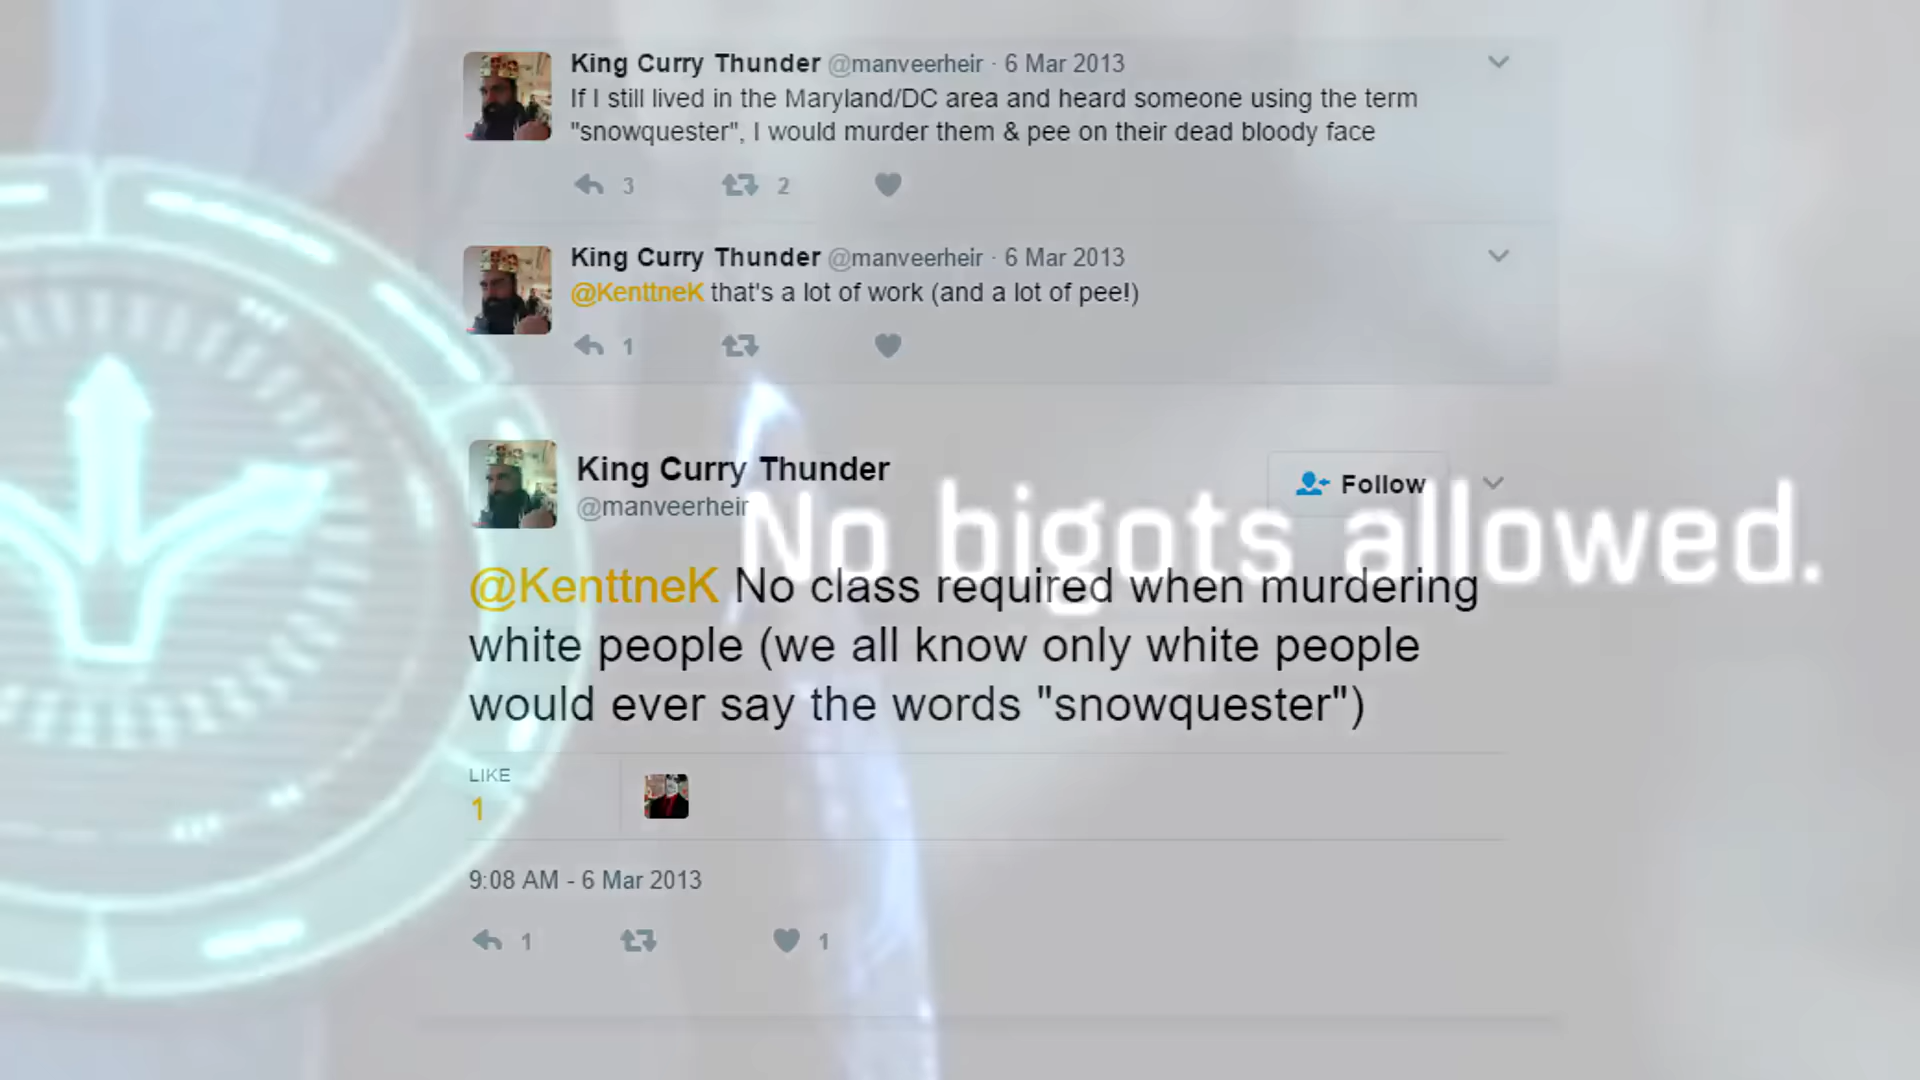 King Curry Thunder @manveerheir · 6 Mar 2013
If I still lived in the Maryland/DC area and heard someone using the term
"snowquester", I would murder them & pee on their dead bloody face
3 2
King Curry Thunder @manveerheir · 6 Mar 2013
@KenttneK that's a lot of work (and a lot of pee!)
1
King Curry Thunder
@manveerheir
Follow
No bigots allowed.
@KenttneK No class required when murdering
white people (we all know only white people
would ever say the words "snowquester")
LIKE
1
9:08 AM - 6 Mar 2013
1 1